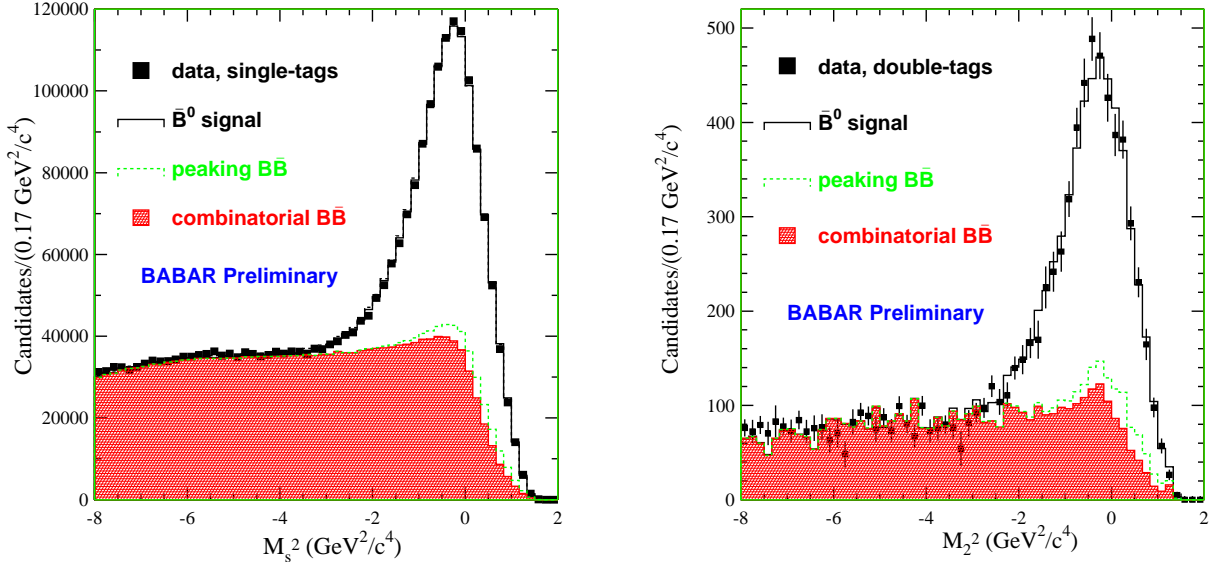 120000
100000
80000
60000
40000
20000
0
Candidates/(0.17 GeV²/c⁴)
data, single-tags
B̄⁰ signal
peaking BB̄
combinatorial BB̄
BABAR Preliminary
-8 -6 -4 -2 0 2
Mₛ² (GeV²/c⁴)
500
400
300
200
100
0
Candidates/(0.17 GeV²/c⁴)
data, double-tags
B̄⁰ signal
peaking BB̄
combinatorial BB̄
BABAR Preliminary
-8 -6 -4 -2 0 2
M₂² (GeV²/c⁴)